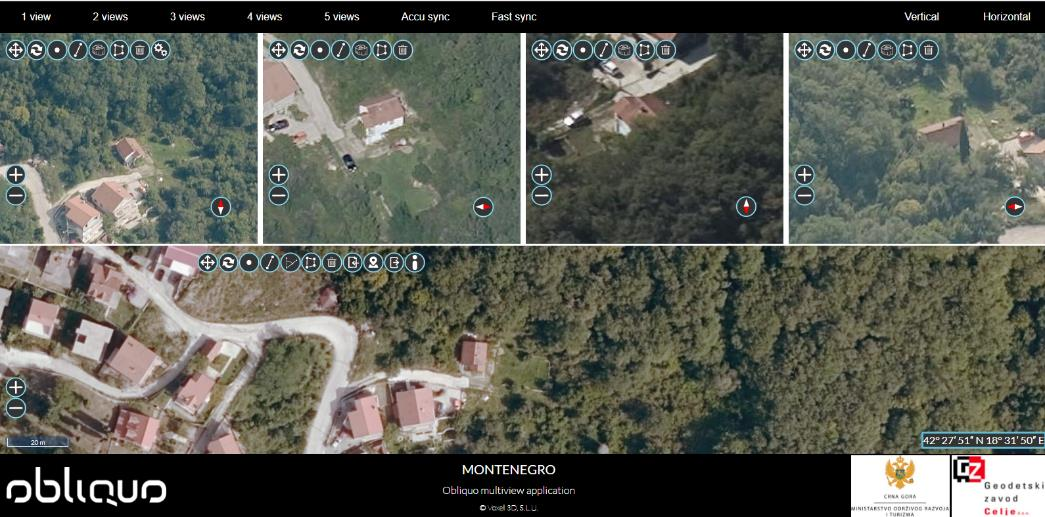 1 view 2 views 3 views 4 views 5 views Accu sync Fast sync Vertical Horizontal
20 m
42° 27' 51" N 18° 31' 50" E
obliquo
MONTENEGRO
Obliquo multiview application
© voxel 3D, S.L.U.
CRNA GORA
MINISTARSTVO ODRŽIVOG RAZVOJA
I TURIZMA
Geodetski
zavod
Celje d.o.o.